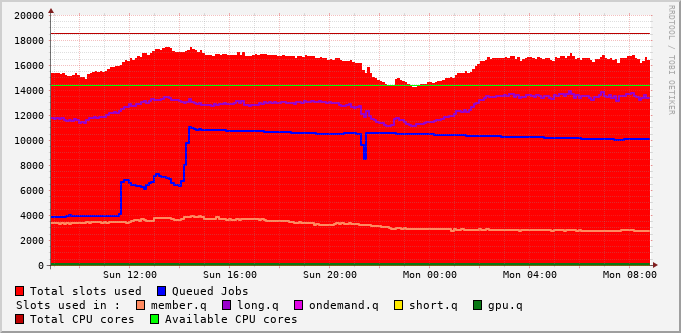 20000
18000
16000
14000
12000
10000
8000
6000
4000
2000
0
Sun 12:00 Sun 16:00 Sun 20:00 Mon 00:00 Mon 04:00 Mon 08:00
RRDTOOL / TOBI OETIKER
Total slots used Queued Jobs
Slots used in : member.q long.q ondemand.q short.q gpu.q
Total CPU cores Available CPU cores